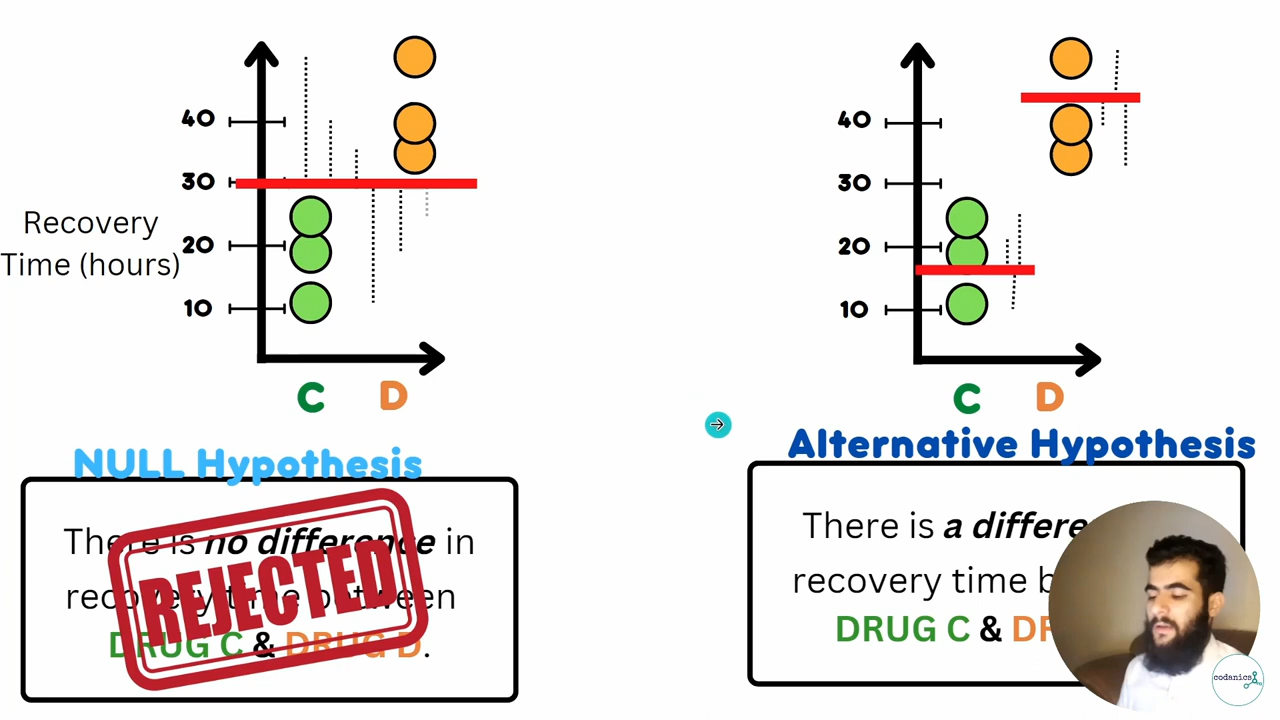 40
30
20
10
Recovery
Time (hours)
C D
NULL Hypothesis
There is no difference in
recovery time between
DRUG C & DRUG D.
REJECTED
40
30
20
10
C D
Alternative Hypothesis
There is a differe
recovery time b
DRUG C & DR
codanics